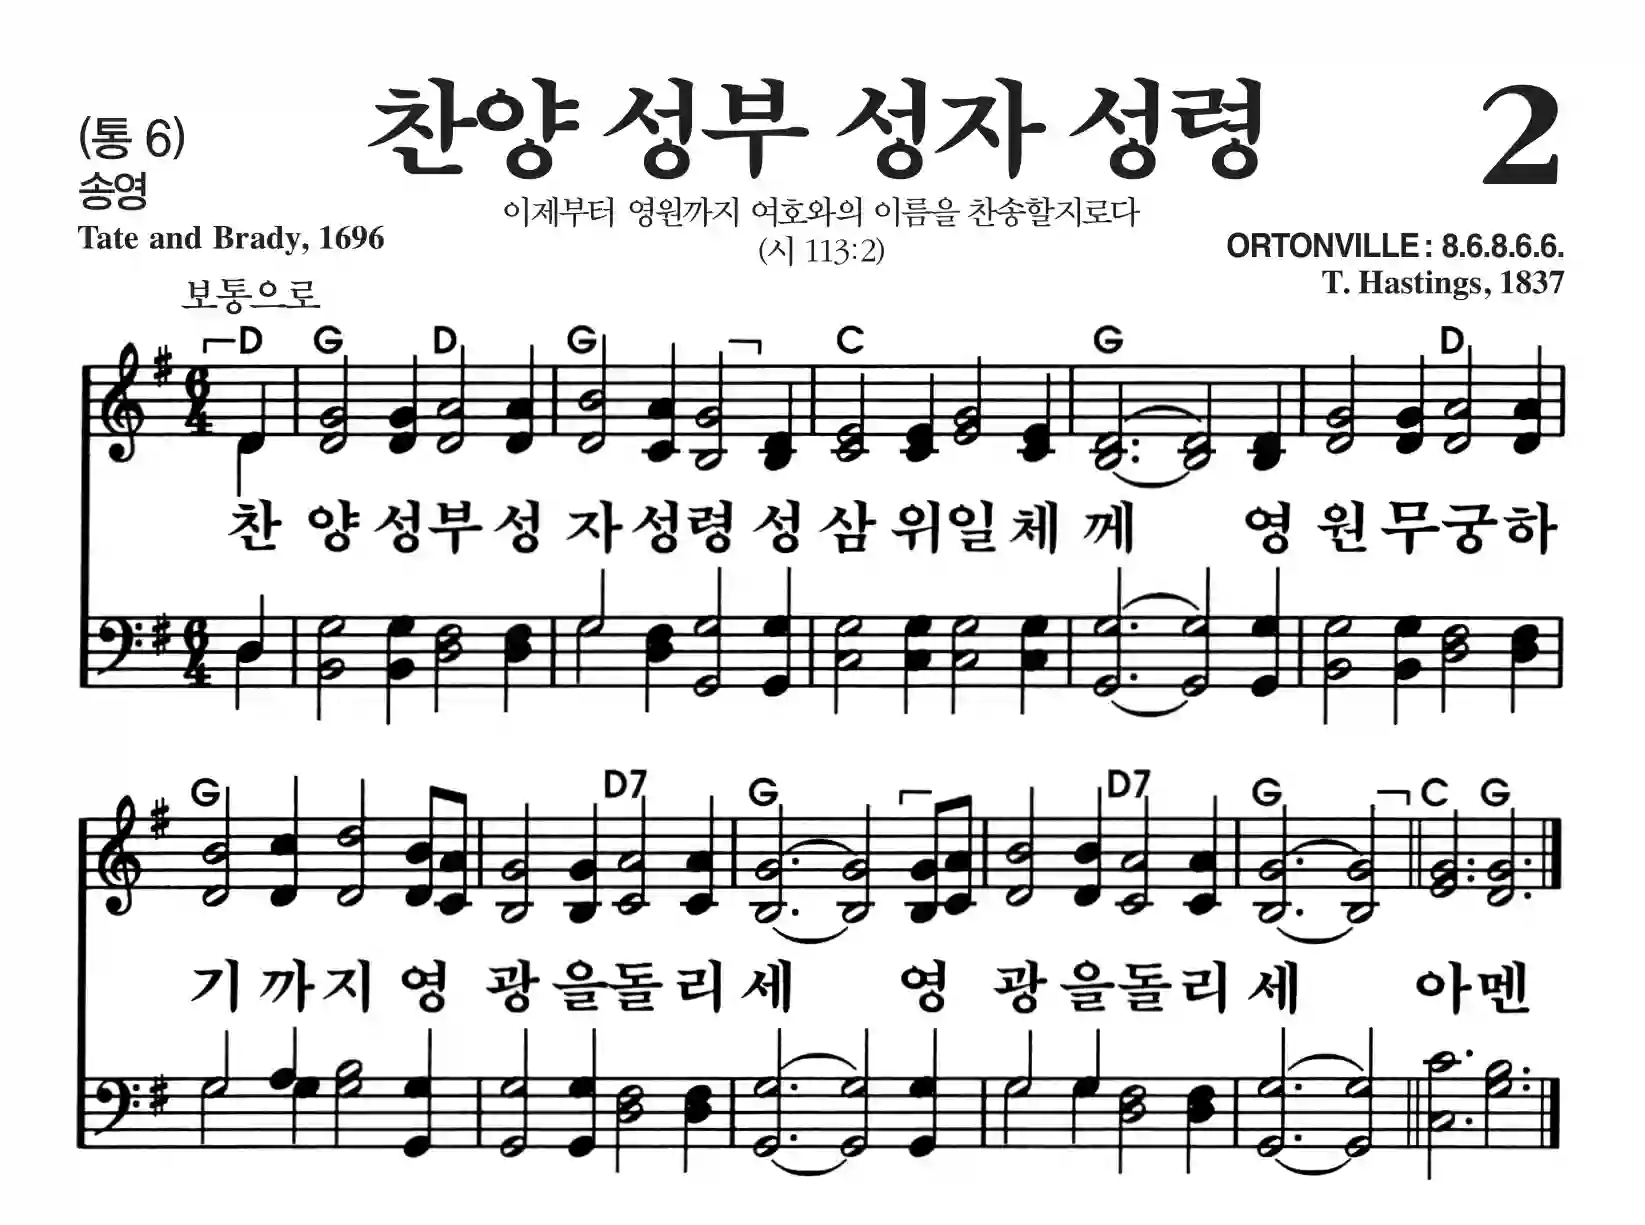 찬양 성부 성자 성령
2
(통 6)
송영
이제부터 영원까지 여호와의 이름을 찬송할지로다
(시 113:2)
Tate and Brady, 1696
ORTONVILLE : 8.6.8.6.6.
T. Hastings, 1837
보통으로
D G D G C G D
6 4
찬 양 성부 성 자 성령 성 삼 위일 체 께 영 원 무궁 하
6 4
G D7 G D7 G C G
기 까지 영 광 을돌 리 세 영 광 을돌 리 세 아멘